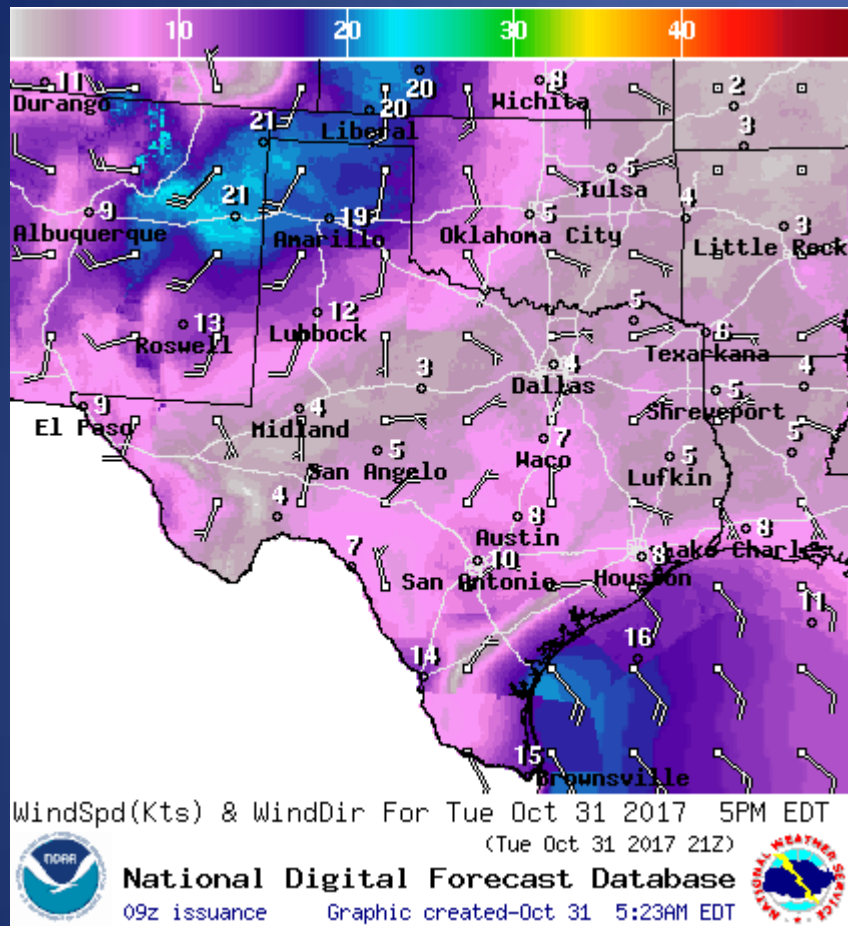 10 20 30 40
11 20 8 2
Durango Wichita
20
Liberal
21 3
5
Tulsa
9 21 19 5 4 3
Albuquerque Amarillo Oklahoma City Little Rock
13 12 5 6
Roswell Lubbock Texarkana
3 4
Dallas
5 4
9 4 Shreveport
El Paso Midland
5 7 5 5
San Angelo Waco Lufkin
4 8 8
Austin Lake Charles
7 10 8
San Antonio Houston
11
16
14
15
Brownsville
WindSpd(Kts) & WindDir For Tue Oct 31 2017 5PM EDT
(Tue Oct 31 2017 21Z)
noaa
National Digital Forecast Database
09z issuance Graphic created-Oct 31 5:23AM EDT
NATIONAL WEATHER SERVICE